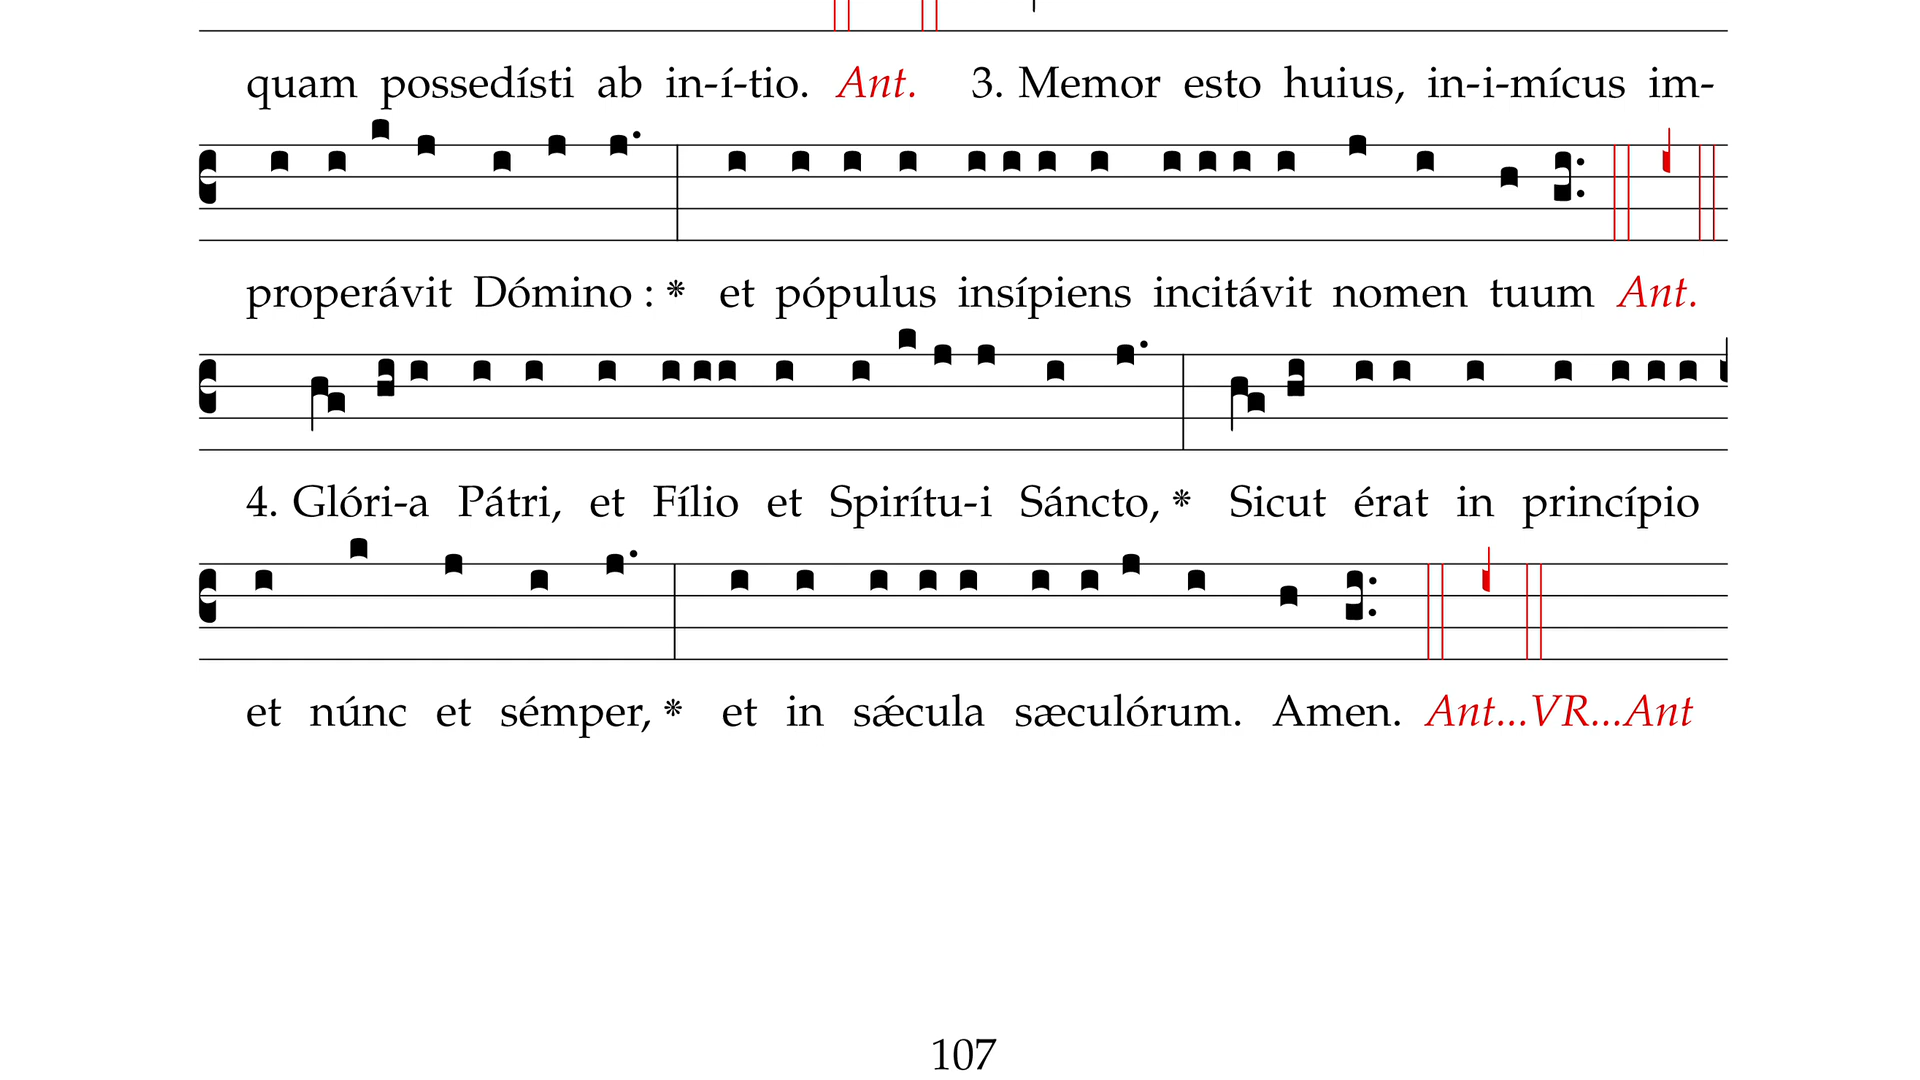 quam possedísti ab in-í-tio. Ant. 3. Memor esto huius, in-i-mícus im-
properávit Dómino : * et pópulus insípiens incitávit nomen tuum Ant.
4. Glóri-a Pátri, et Fílio et Spirítu-i Sáncto, * Sicut érat in princípio
et núnc et sémper, * et in sǽcula sæculórum. Amen. Ant...VR...Ant
107